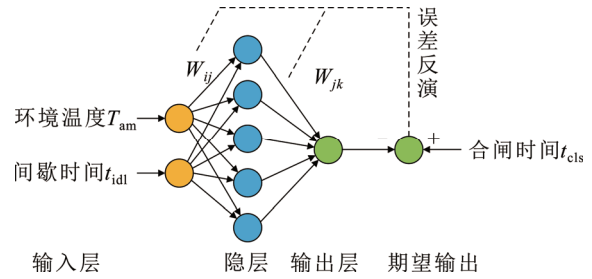 误差反演
W_ij
W_jk
环境温度T_am
间歇时间t_idl
− +
合闸时间t_cls
输入层 隐层 输出层 期望输出